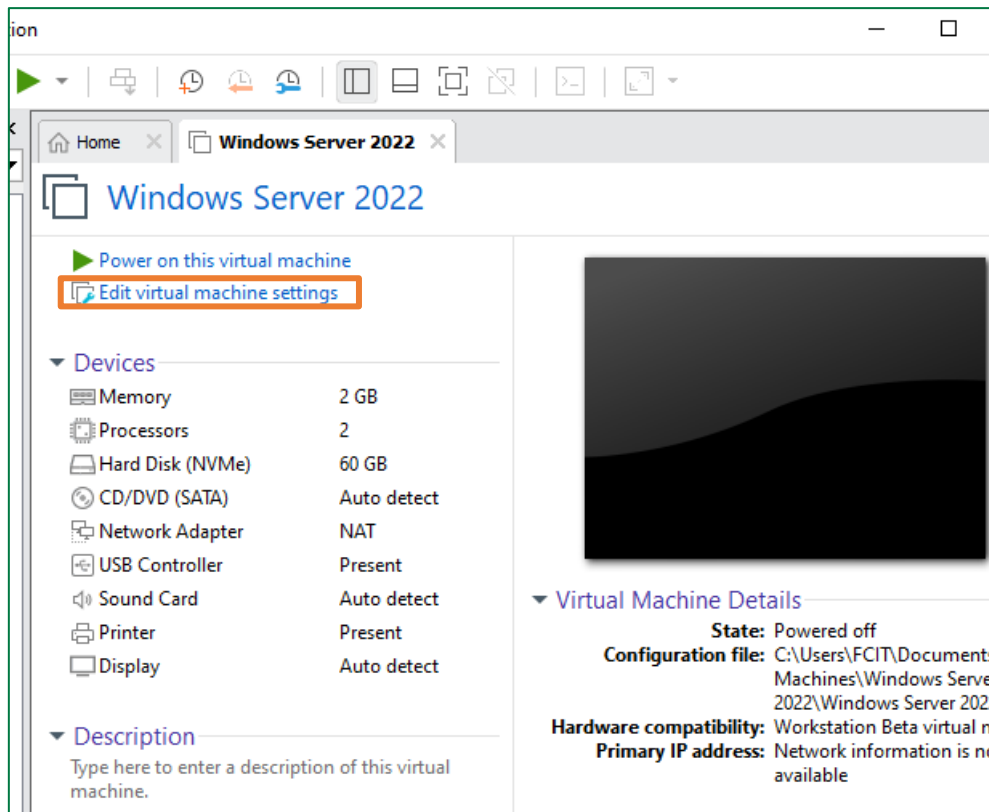 ion
Home
Windows Server 2022
Windows Server 2022
Power on this virtual machine
Edit virtual machine settings
Devices
Memory 2 GB
Processors 2
Hard Disk (NVMe) 60 GB
CD/DVD (SATA) Auto detect
Network Adapter NAT
USB Controller Present
Sound Card Auto detect
Printer Present
Display Auto detect
Description
Type here to enter a description of this virtual
machine.
Virtual Machine Details
State: Powered off
Configuration file: C:\Users\FCIT\Documents
Machines\Windows Serve
2022\Windows Server 202
Hardware compatibility: Workstation Beta virtual m
Primary IP address: Network information is no
available